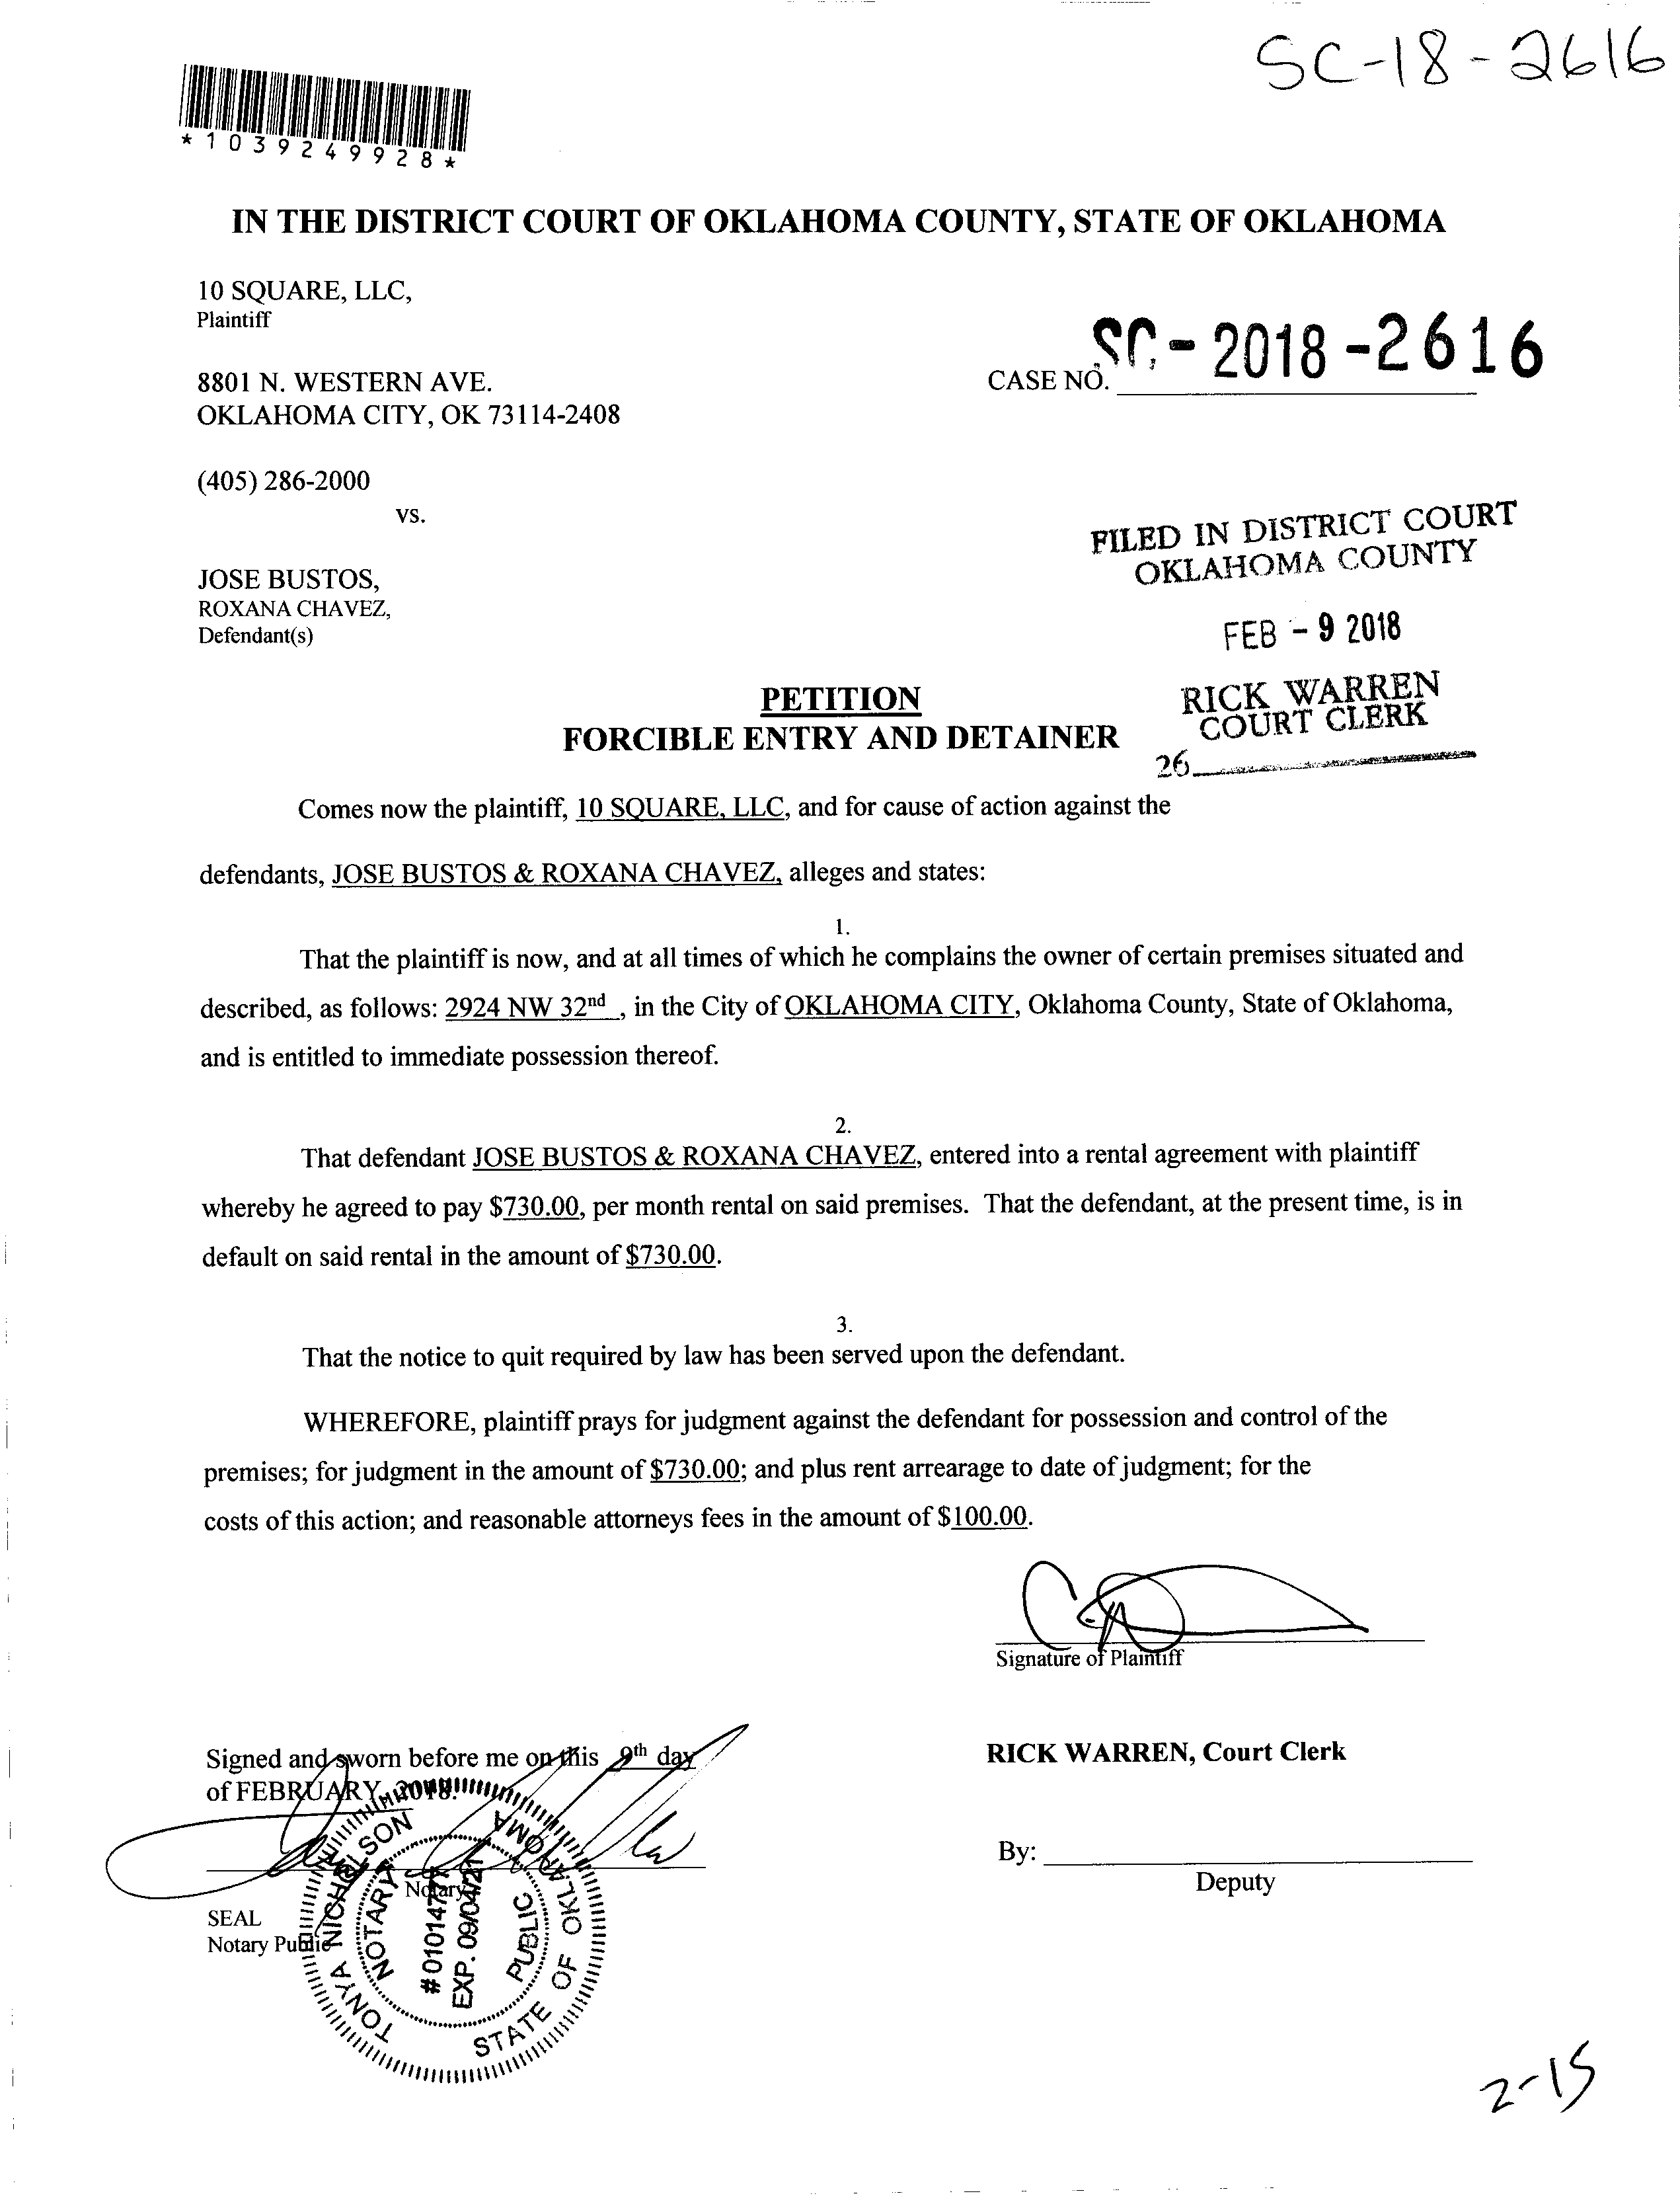 SC-18-2616
*1039249928*
IN THE DISTRICT COURT OF OKLAHOMA COUNTY, STATE OF OKLAHOMA
10 SQUARE, LLC,
Plaintiff
8801 N. WESTERN AVE.
OKLAHOMA CITY, OK 73114-2408
CASE NO. SC-2018-2616
(405) 286-2000
vs.
JOSE BUSTOS,
ROXANA CHAVEZ,
Defendant(s)
FILED IN DISTRICT COURT
OKLAHOMA COUNTY
FEB -9 2018
RICK WARREN
COURT CLERK
26
PETITION
FORCIBLE ENTRY AND DETAINER
Comes now the plaintiff, 10 SQUARE, LLC, and for cause of action against the
defendants, JOSE BUSTOS & ROXANA CHAVEZ, alleges and states:
1.
That the plaintiff is now, and at all times of which he complains the owner of certain premises situated and
described, as follows: 2924 NW 32nd , in the City of OKLAHOMA CITY, Oklahoma County, State of Oklahoma,
and is entitled to immediate possession thereof.
2.
That defendant JOSE BUSTOS & ROXANA CHAVEZ, entered into a rental agreement with plaintiff
whereby he agreed to pay $730.00, per month rental on said premises. That the defendant, at the present time, is in
default on said rental in the amount of $730.00.
3.
That the notice to quit required by law has been served upon the defendant.
WHEREFORE, plaintiff prays for judgment against the defendant for possession and control of the
premises; for judgment in the amount of $730.00; and plus rent arrearage to date of judgment; for the
costs of this action; and reasonable attorneys fees in the amount of $100.00.
Signature of Plaintiff
Signed and sworn before me on this 9th day
of FEBRUARY, 2018.
RICK WARREN, Court Clerk
By:
Deputy
Notary
SEAL
Notary Public
TONYA NICHOLSON
NOTARY PUBLIC
# 01014777
EXP. 09/04/21
STATE OF OKLAHOMA
2-15